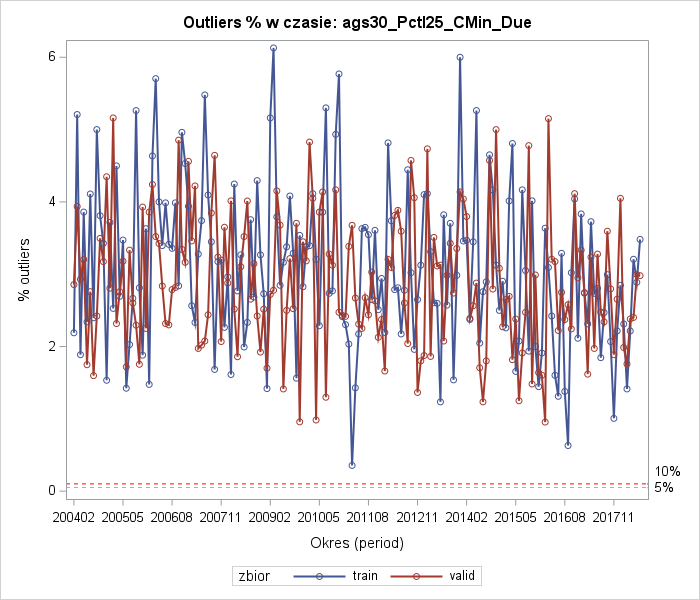 Outliers % w czasie: ags30_Pctl25_CMin_Due
6
4
2
0
% outliers
10%
5%
200402 200505 200608 200711 200902 201005 201108 201211 201402 201505 201608 201711
Okres (period)
zbior train valid